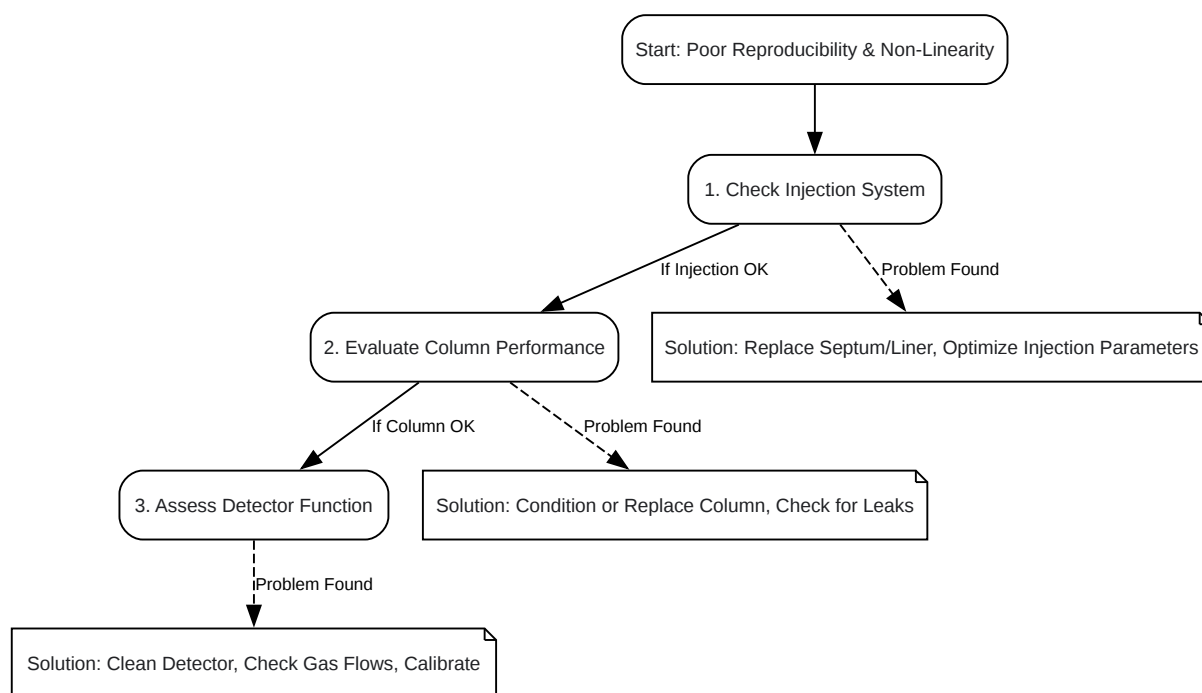 Start: Poor Reproducibility & Non-Linearity
1. Check Injection System
If Injection OK
Problem Found
2. Evaluate Column Performance
Solution: Replace Septum/Liner, Optimize Injection Parameters
If Column OK
Problem Found
3. Assess Detector Function
Solution: Condition or Replace Column, Check for Leaks
Problem Found
Solution: Clean Detector, Check Gas Flows, Calibrate